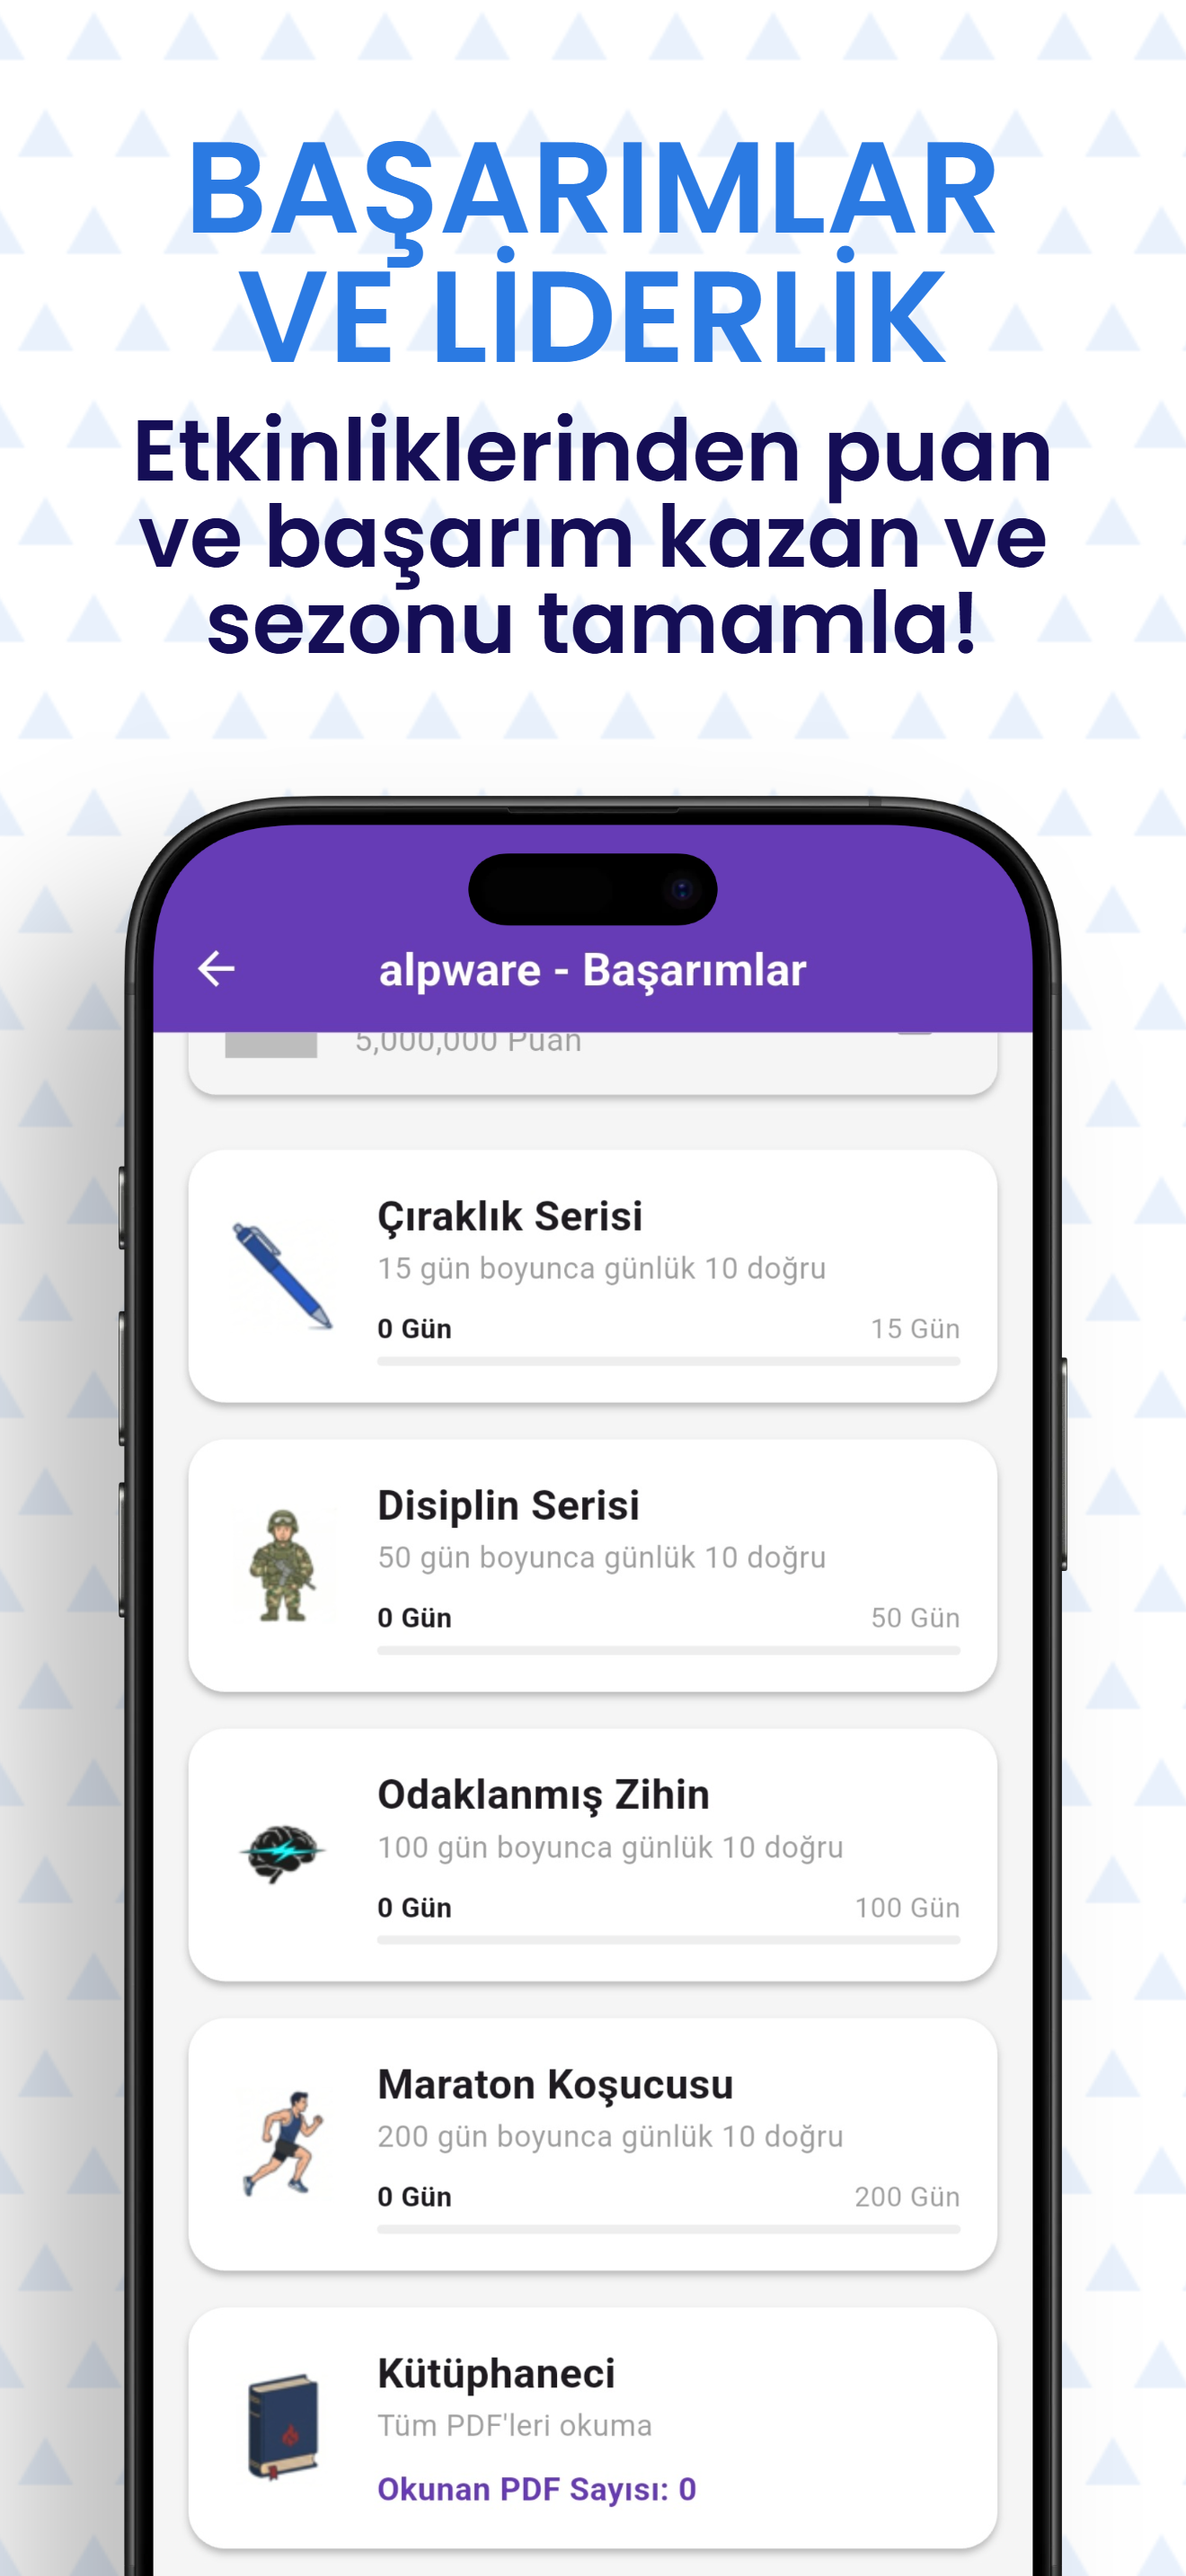 BAŞARIMLAR
VE LİDERLİK
Etkinliklerinden puan
ve başarım kazan ve
sezonu tamamla!
alpware - Başarımlar
5,000,000 Puan
Çıraklık Serisi
15 gün boyunca günlük 10 doğru
0 Gün 15 Gün
Disiplin Serisi
50 gün boyunca günlük 10 doğru
0 Gün 50 Gün
Odaklanmış Zihin
100 gün boyunca günlük 10 doğru
0 Gün 100 Gün
Maraton Koşucusu
200 gün boyunca günlük 10 doğru
0 Gün 200 Gün
Kütüphaneci
Tüm PDF'leri okuma
Okunan PDF Sayısı: 0